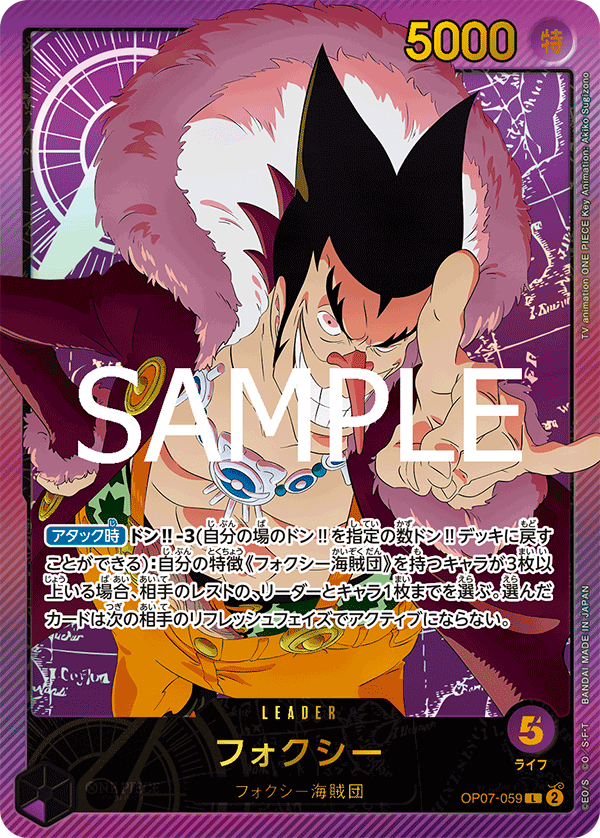 5000 特
TV animation ONE PIECE Key Animation: Akiko Sugizono
SAMPLE
アタック時 ドン!!-3(自分の場のドン!!を指定の数ドン!!デッキに戻す
ことができる):自分の特徴《フォクシー海賊団》を持つキャラが3枚以
上いる場合、相手のレストの、リーダーとキャラ1枚までを選ぶ。選んだ
カードは次の相手のリフレッシュフェイズでアクティブにならない。
LEADER
フォクシー
フォクシー海賊団
5
ライフ
OP07-059 L 2
©E.O/S. ©O. S・F・T BANDAI MADE IN JAPAN